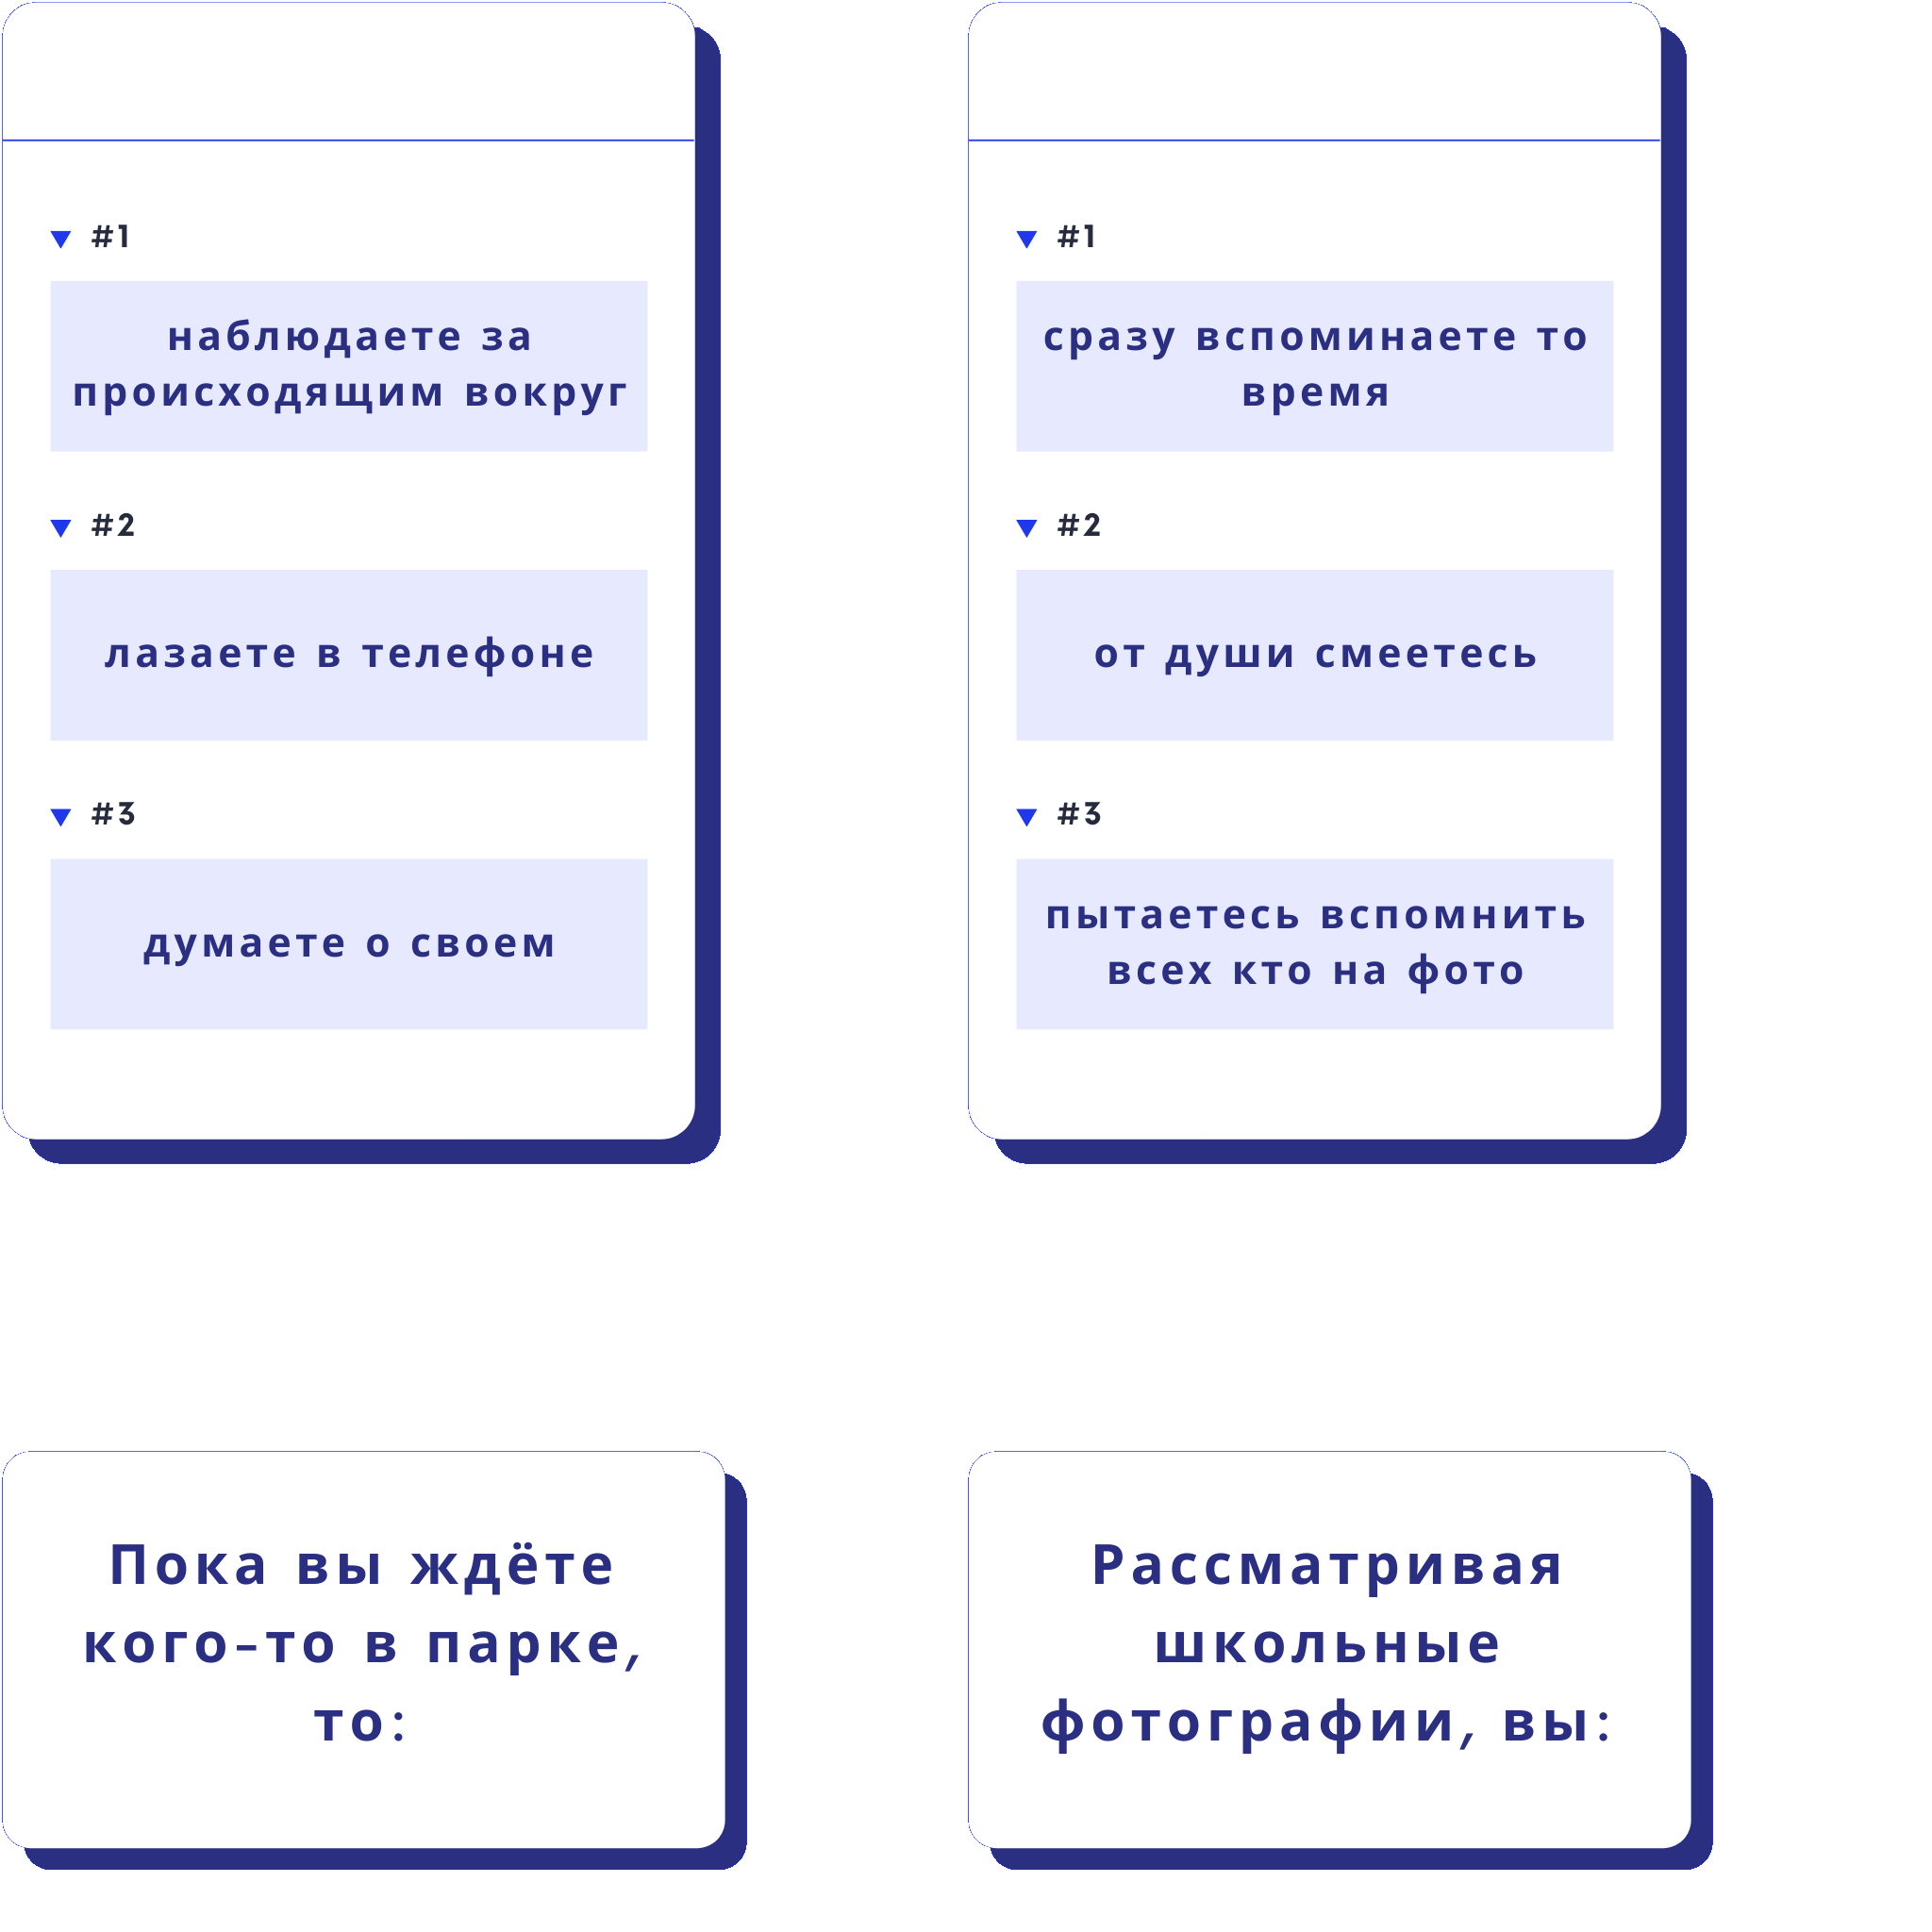 #1
наблюдаете за
происходящим вокруг
#2
лазаете в телефоне
#3
думаете о своем
#1
сразу вспоминаете то
время
#2
от души смеетесь
#3
пытаетесь вспомнить
всех кто на фото
Пока вы ждёте
кого-то в парке,
то:
Рассматривая
школьные
фотографии, вы: